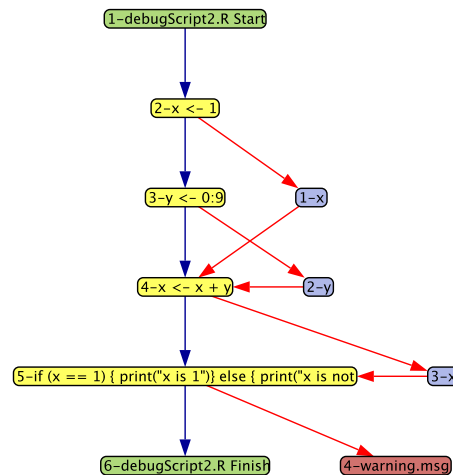 1-debugScript2.R Start
2-x <- 1
3-y <- 0:9
1-x
4-x <- x + y
2-y
5-if (x == 1) { print("x is 1")} else { print("x is not
3-x
6-debugScript2.R Finish
4-warning.msg